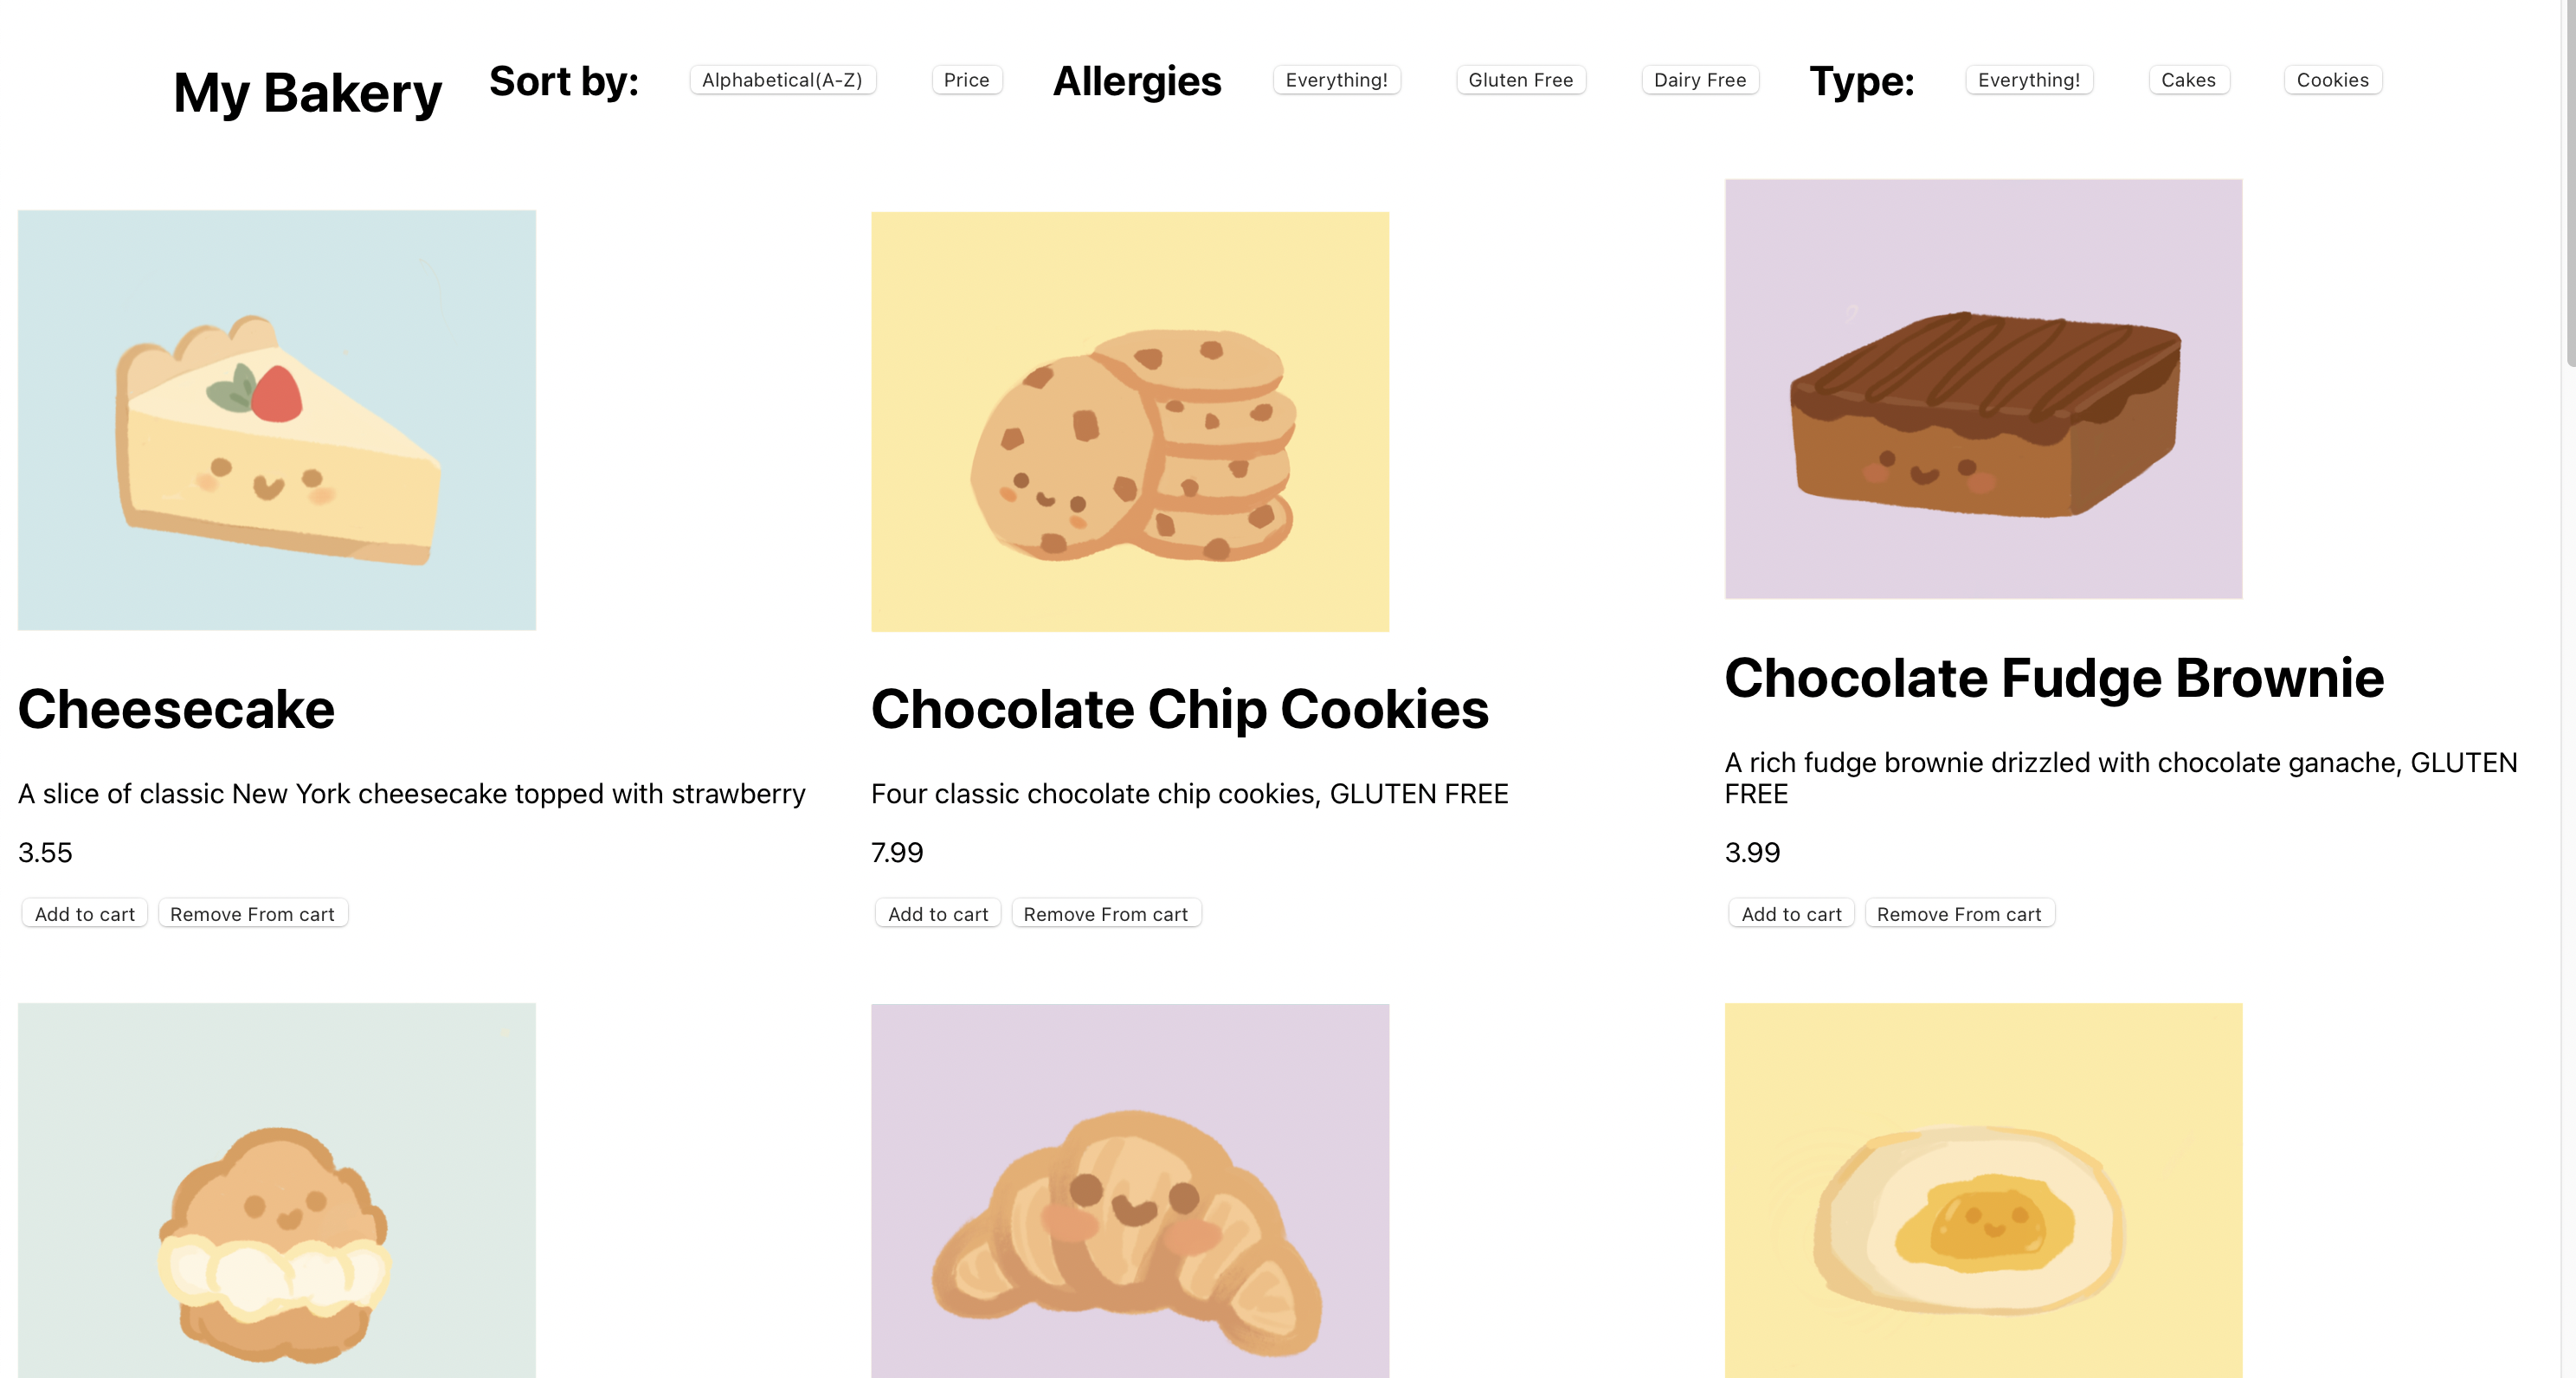 My Bakery
Sort by:
Alphabetical(A-Z)
Price
Allergies
Everything!
Gluten Free
Dairy Free
Type:
Everything!
Cakes
Cookies
Cheesecake
A slice of classic New York cheesecake topped with strawberry
3.55
Add to cart
Remove From cart
Chocolate Chip Cookies
Four classic chocolate chip cookies, GLUTEN FREE
7.99
Add to cart
Remove From cart
Chocolate Fudge Brownie
A rich fudge brownie drizzled with chocolate ganache, GLUTEN
FREE
3.99
Add to cart
Remove From cart